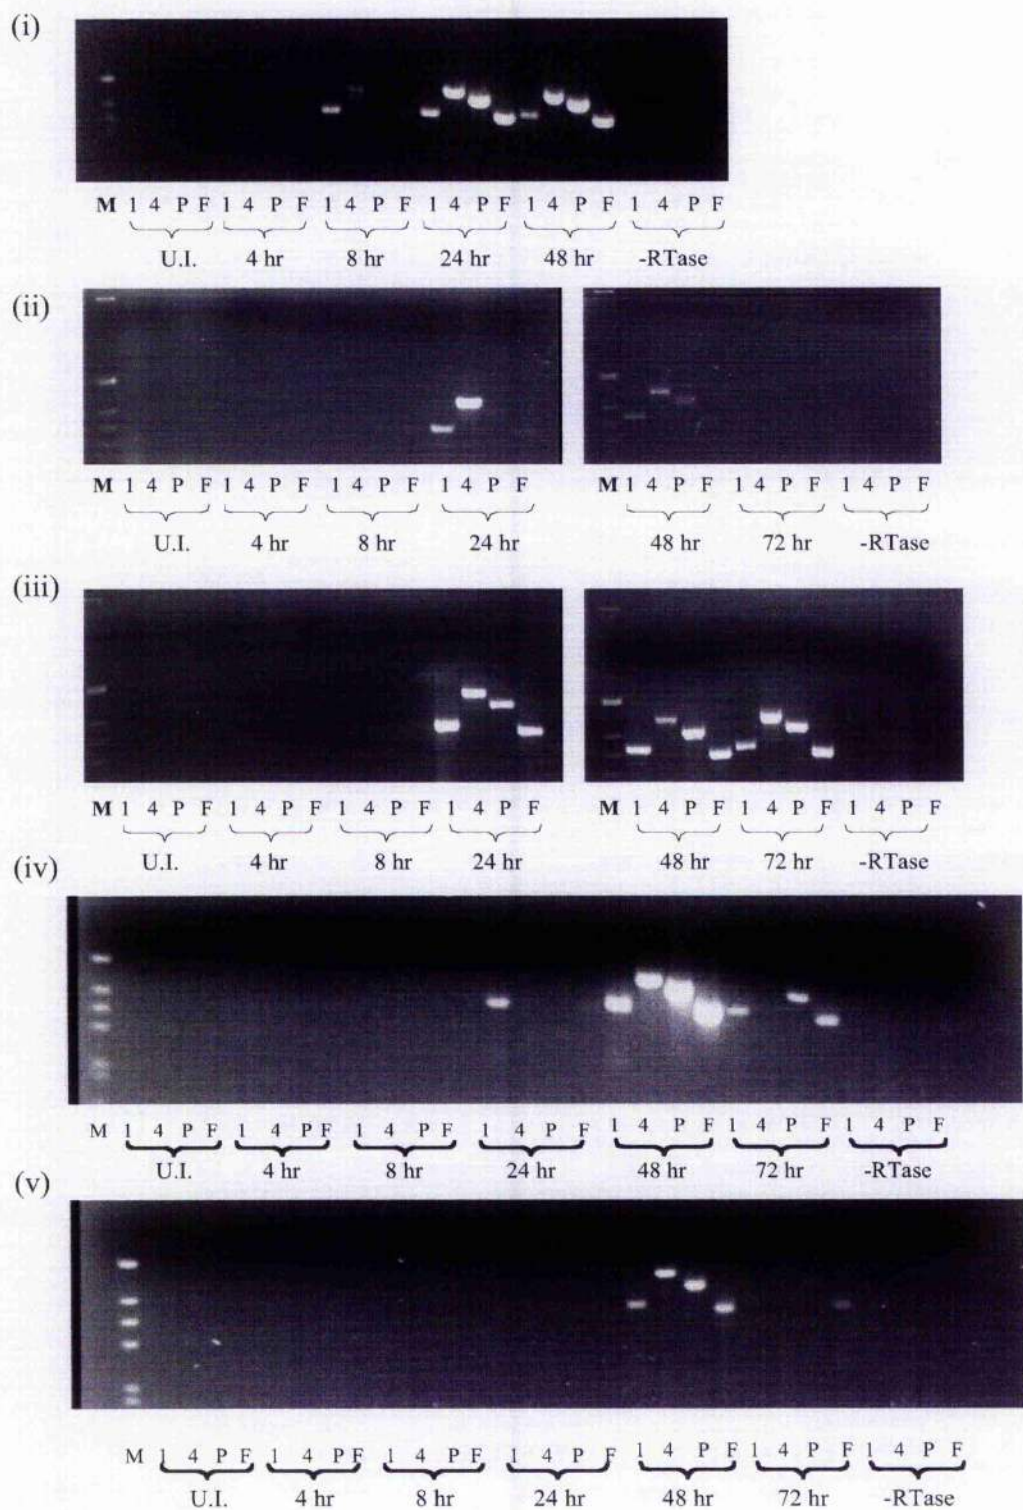 (i)
M 1 4 P F 1 4 P F 1 4 P F 1 4 P F 1 4 P F 1 4 P F
U.I. 4 hr 8 hr 24 hr 48 hr -RTase
(ii)
M 1 4 P F 1 4 P F 1 4 P F 1 4 P F M 1 4 P F 1 4 P F 1 4 P F
U.I. 4 hr 8 hr 24 hr 48 hr 72 hr -RTase
(iii)
M 1 4 P F 1 4 P F 1 4 P F 1 4 P F M 1 4 P F 1 4 P F 1 4 P F
U.I. 4 hr 8 hr 24 hr 48 hr 72 hr -RTase
(iv)
M 1 4 P F 1 4 P F 1 4 P F 1 4 P F 1 4 P F 1 4 P F 1 4 P F
U.I. 4 hr 8 hr 24 hr 48 hr 72 hr -RTase
(v)
M 1 4 P F 1 4 P F 1 4 P F 1 4 P F 1 4 P F 1 4 P F 1 4 P F
U.I. 4 hr 8 hr 24 hr 48 hr 72 hr -RTase